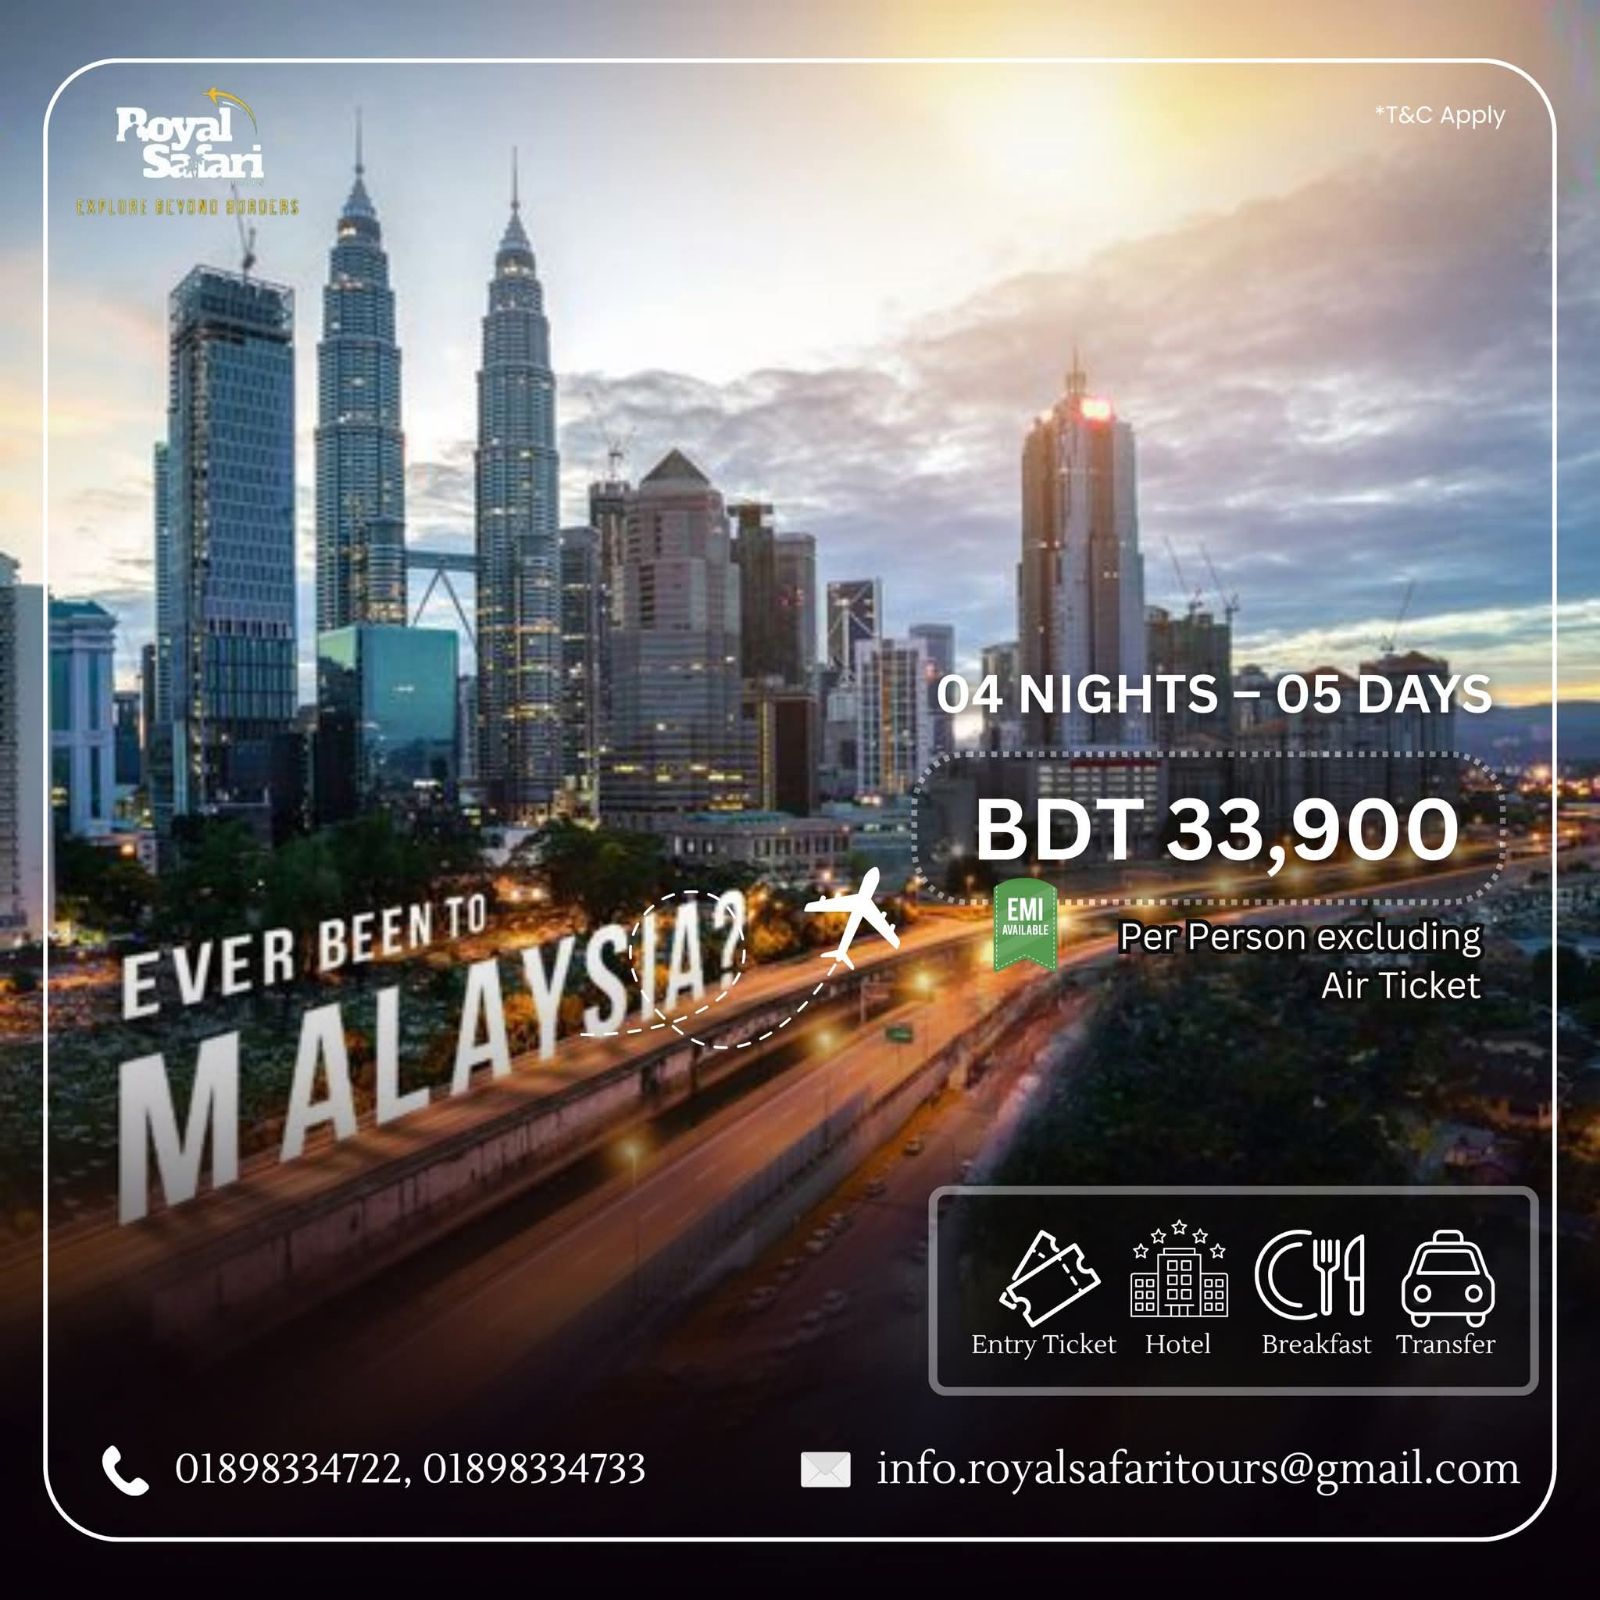 Royal
Safari
EXPLORE BEYOND BORDERS
*T&C Apply
04 NIGHTS – 05 DAYS
BDT 33,900
EMI
AVAILABLE
Per Person excluding
Air Ticket
EVER BEEN TO
MALAYSIA?
Entry Ticket Hotel Breakfast Transfer
01898334722, 01898334733
info.royalsafaritours@gmail.com